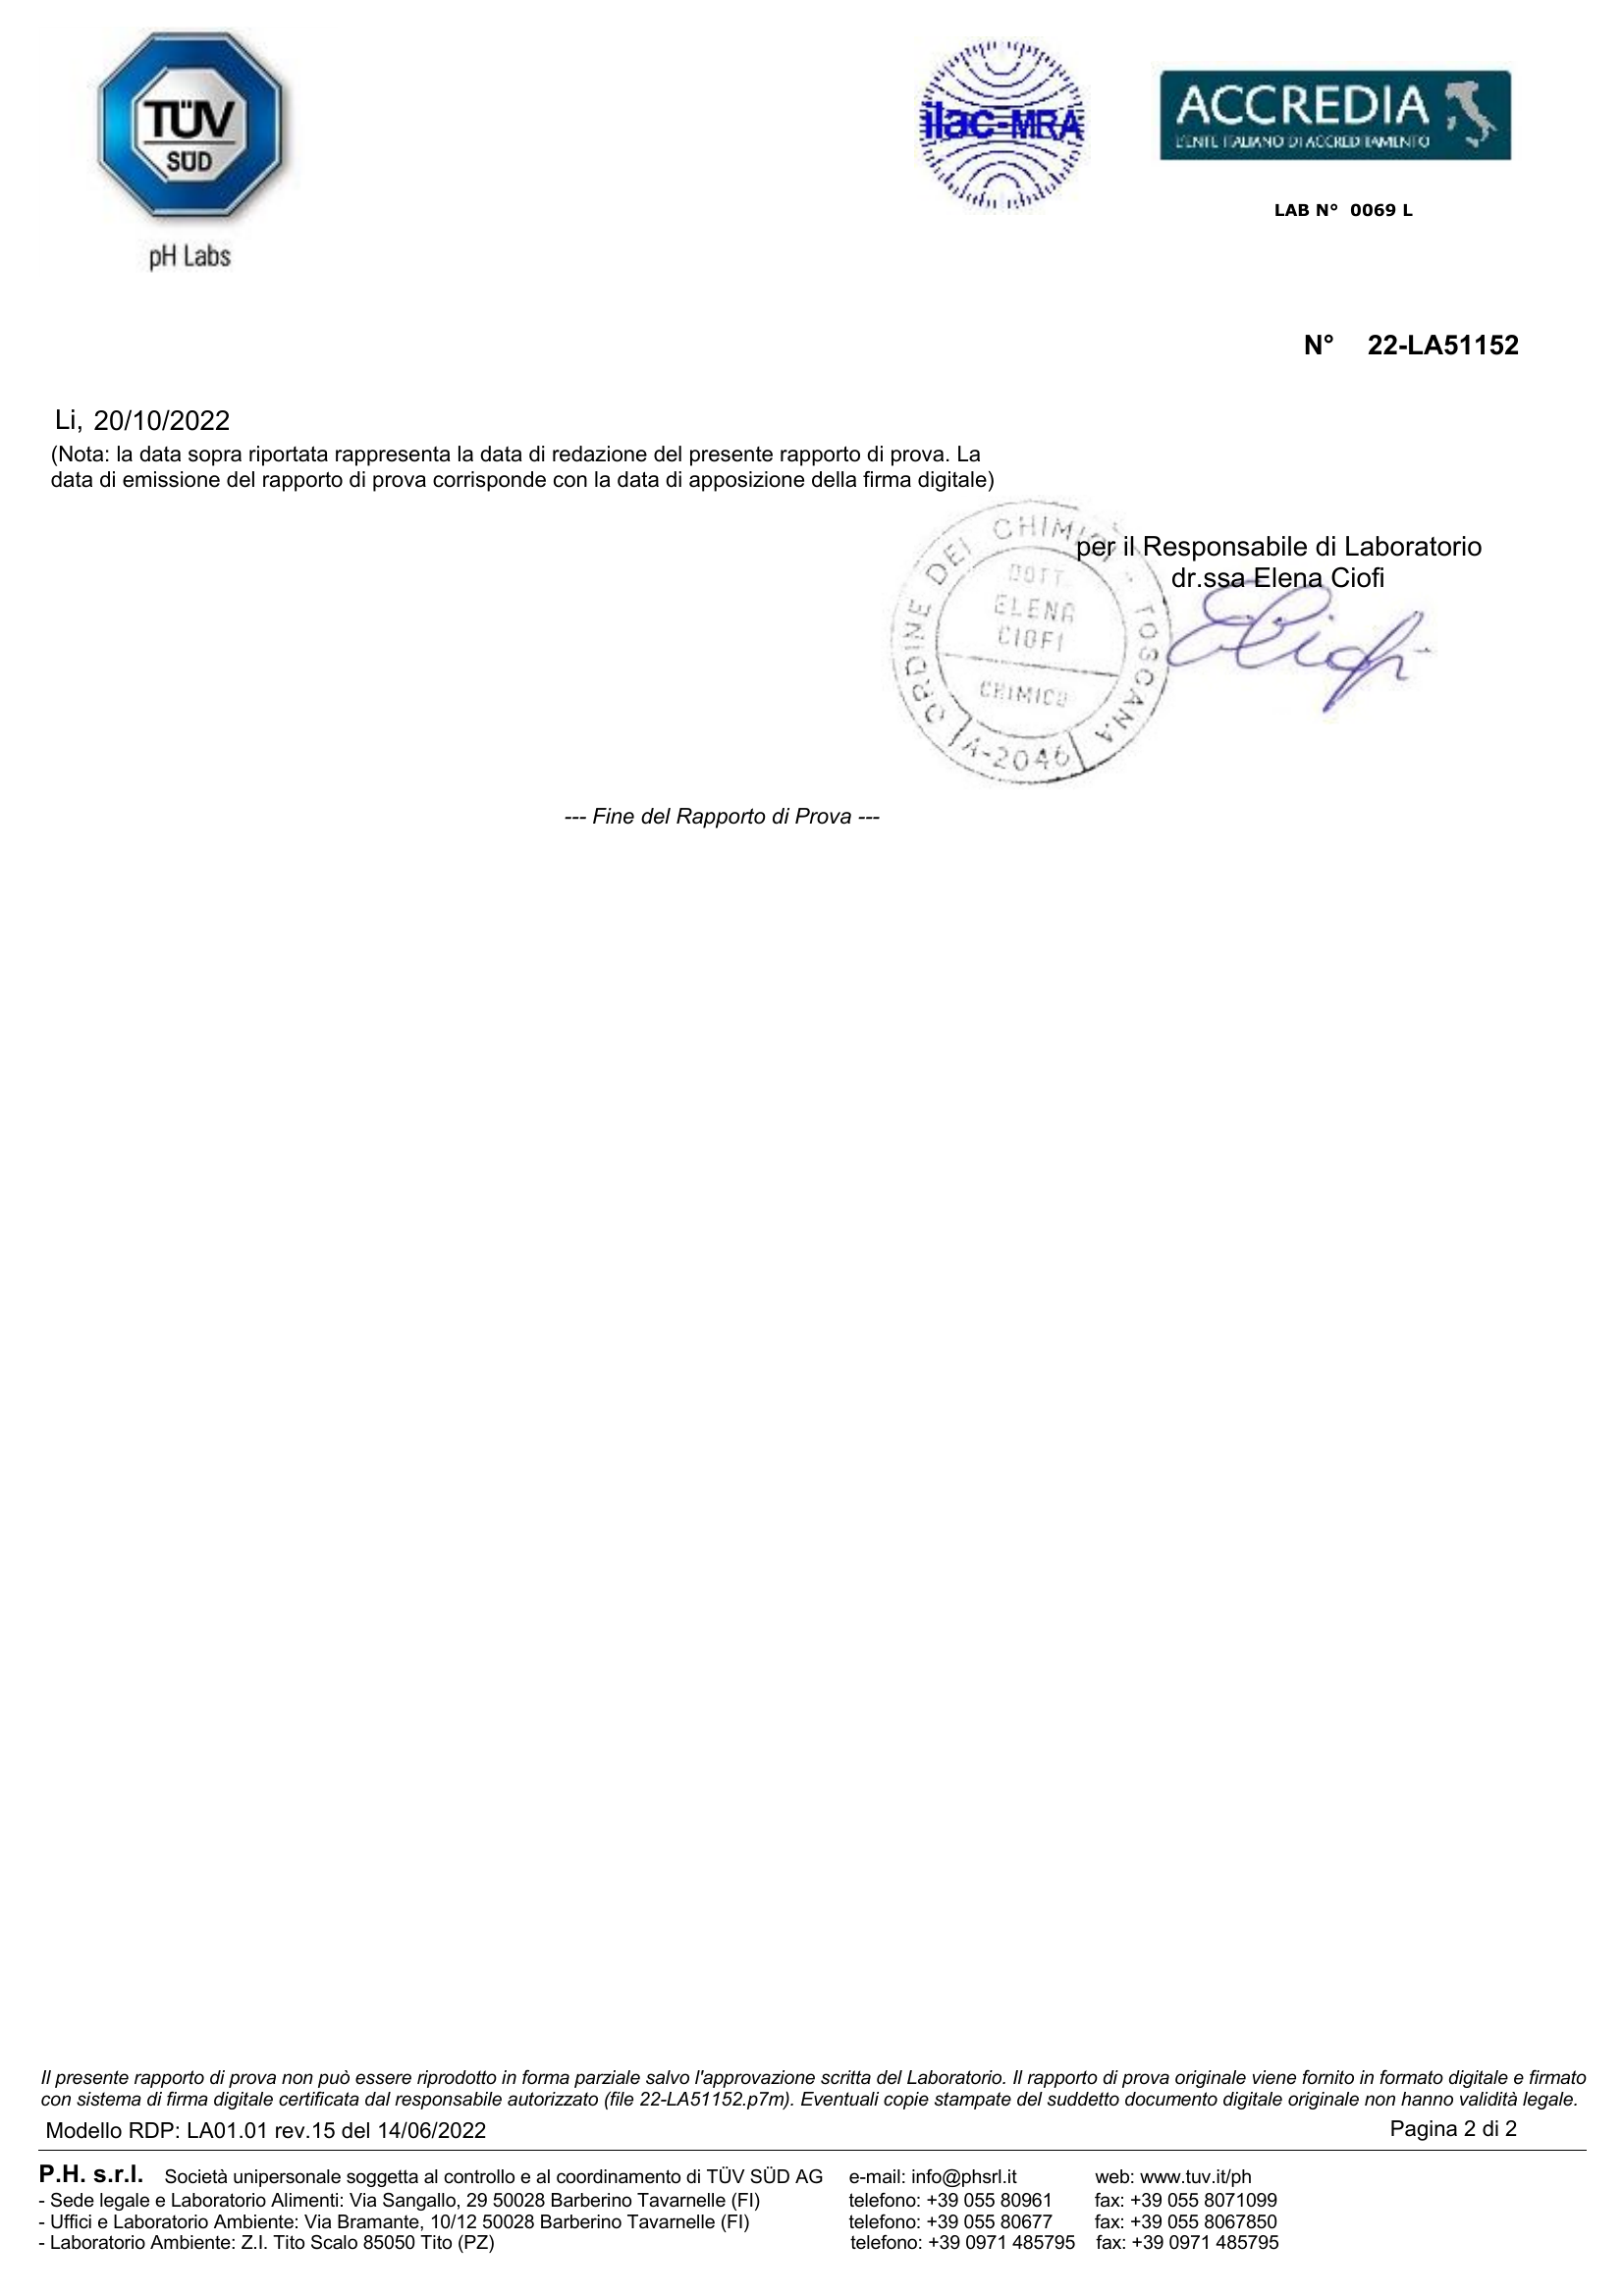 TÜV
SÜD
pH Labs
ilac-MRA
ACCREDIA
L'ENTE ITALIANO DI ACCREDITAMENTO
LAB N° 0069 L
N° 22-LA51152
Li, 20/10/2022
(Nota: la data sopra riportata rappresenta la data di redazione del presente rapporto di prova. La
data di emissione del rapporto di prova corrisponde con la data di apposizione della firma digitale)
per il Responsabile di Laboratorio
dr.ssa Elena Ciofi
ORDINE DEI CHIMICI - TOSCANA
DOTT.
ELENA
CIOFI
CHIMICO
A-2046
ECiofi
--- Fine del Rapporto di Prova ---
Il presente rapporto di prova non può essere riprodotto in forma parziale salvo l'approvazione scritta del Laboratorio. Il rapporto di prova originale viene fornito in formato digitale e firmato
con sistema di firma digitale certificata dal responsabile autorizzato (file 22-LA51152.p7m). Eventuali copie stampate del suddetto documento digitale originale non hanno validità legale.
Modello RDP: LA01.01 rev.15 del 14/06/2022 Pagina 2 di 2
P.H. s.r.l. Società unipersonale soggetta al controllo e al coordinamento di TÜV SÜD AG e-mail: info@phsrl.it web: www.tuv.it/ph
- Sede legale e Laboratorio Alimenti: Via Sangallo, 29 50028 Barberino Tavarnelle (FI) telefono: +39 055 80961 fax: +39 055 8071099
- Uffici e Laboratorio Ambiente: Via Bramante, 10/12 50028 Barberino Tavarnelle (FI) telefono: +39 055 80677 fax: +39 055 8067850
- Laboratorio Ambiente: Z.I. Tito Scalo 85050 Tito (PZ) telefono: +39 0971 485795 fax: +39 0971 485795